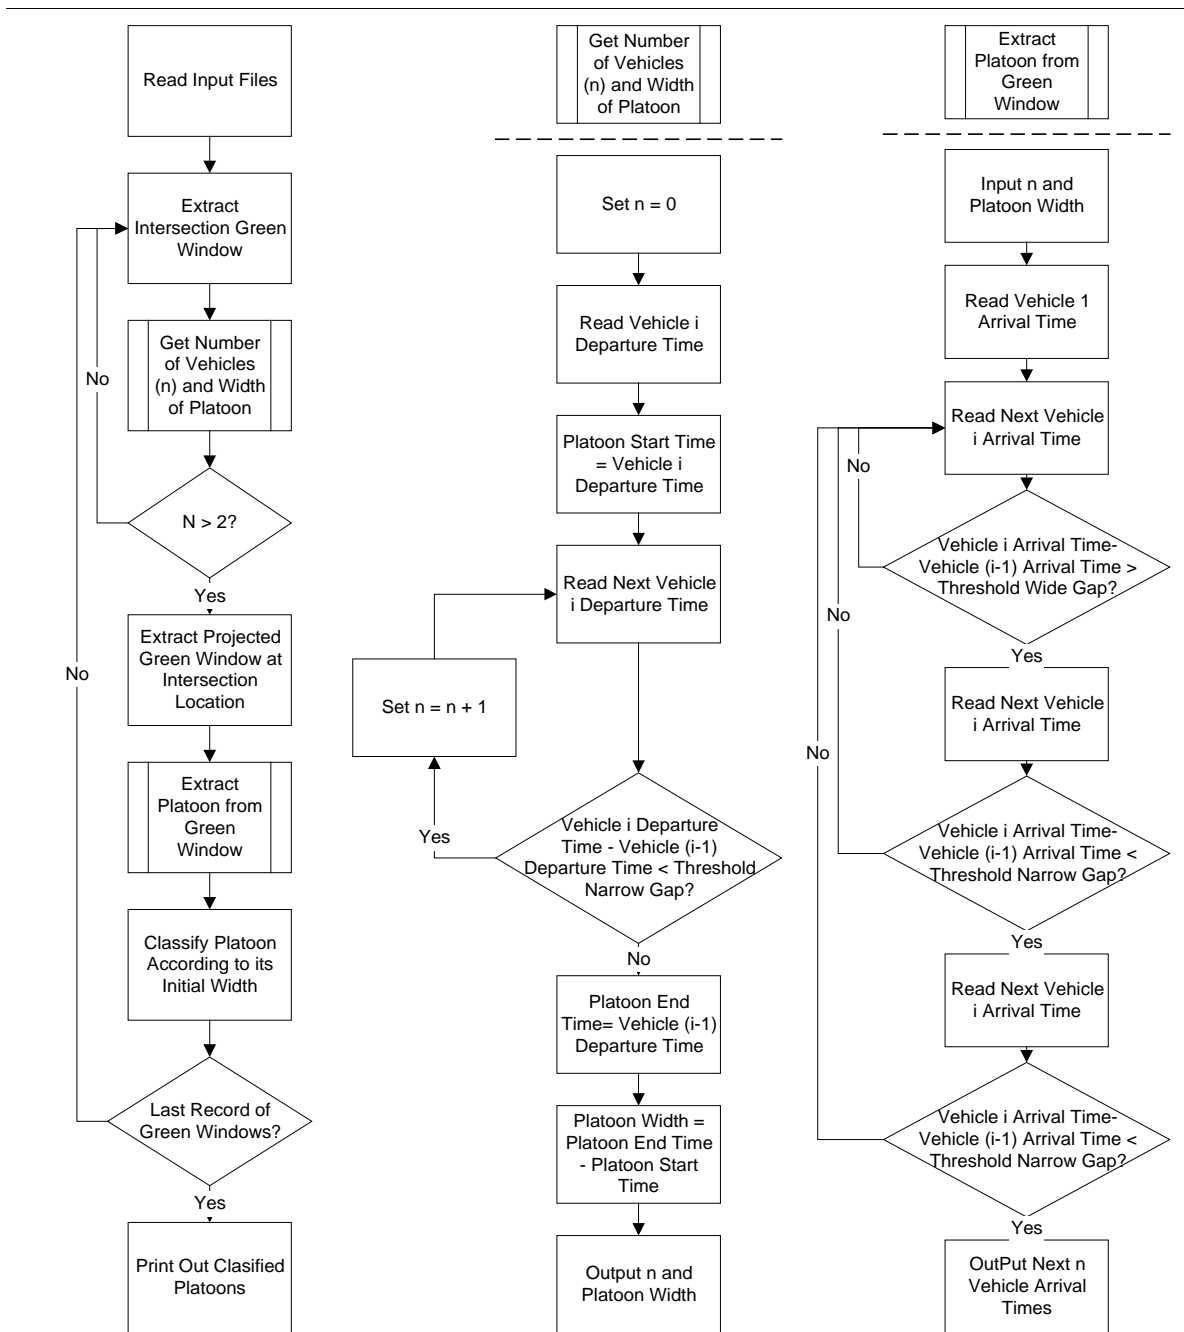 Read Input Files
Extract
Intersection Green
Window
Get Number
of Vehicles
(n) and Width
of Platoon
No
N > 2?
Yes
Extract Projected
Green Window at
Intersection
Location
No
Extract
Platoon from
Green
Window
Classify Platoon
According to its
Initial Width
Last Record of
Green Windows?
Yes
Print Out Clasified
Platoons
Get Number
of Vehicles
(n) and Width
of Platoon
Set n = 0
Read Vehicle i
Departure Time
Platoon Start Time
= Vehicle i
Departure Time
Read Next Vehicle
i Departure Time
Set n = n + 1
Yes
Vehicle i Departure
Time - Vehicle (i-1)
Departure Time < Threshold
Narrow Gap?
No
Platoon End
Time= Vehicle (i-1)
Departure Time
Platoon Width =
Platoon End Time
- Platoon Start
Time
Output n and
Platoon Width
Extract
Platoon from
Green
Window
Input n and
Platoon Width
Read Vehicle 1
Arrival Time
Read Next Vehicle
i Arrival Time
No
Vehicle i Arrival Time-
Vehicle (i-1) Arrival Time >
Threshold Wide Gap?
No
Yes
Read Next Vehicle
i Arrival Time
No
Vehicle i Arrival Time-
Vehicle (i-1) Arrival Time <
Threshold Narrow Gap?
Yes
Read Next Vehicle
i Arrival Time
Vehicle i Arrival Time-
Vehicle (i-1) Arrival Time <
Threshold Narrow Gap?
Yes
OutPut Next n
Vehicle Arrival
Times